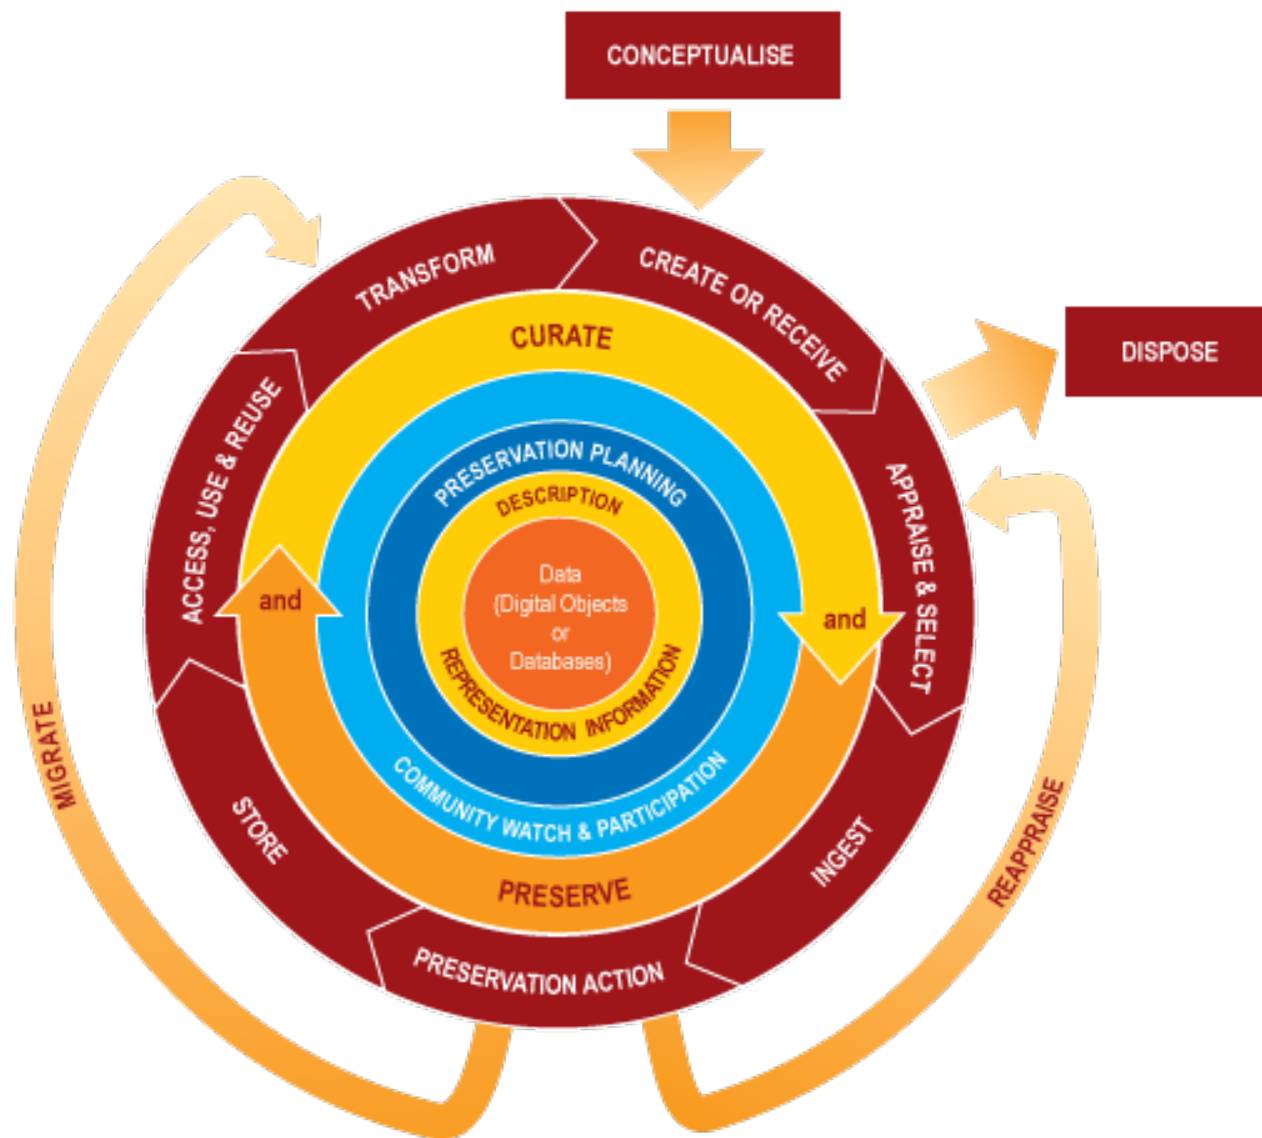 CONCEPTUALISE
TRANSFORM
CREATE OR RECEIVE
DISPOSE
CURATE
ACCESS, USE & REUSE
APPRAISE & SELECT
PRESERVATION PLANNING
DESCRIPTION
Data
(Digital Objects
or
Databases)
and
and
REPRESENTATION INFORMATION
COMMUNITY WATCH & PARTICIPATION
MIGRATE
STORE
INGEST
REAPPRAISE
PRESERVE
PRESERVATION ACTION